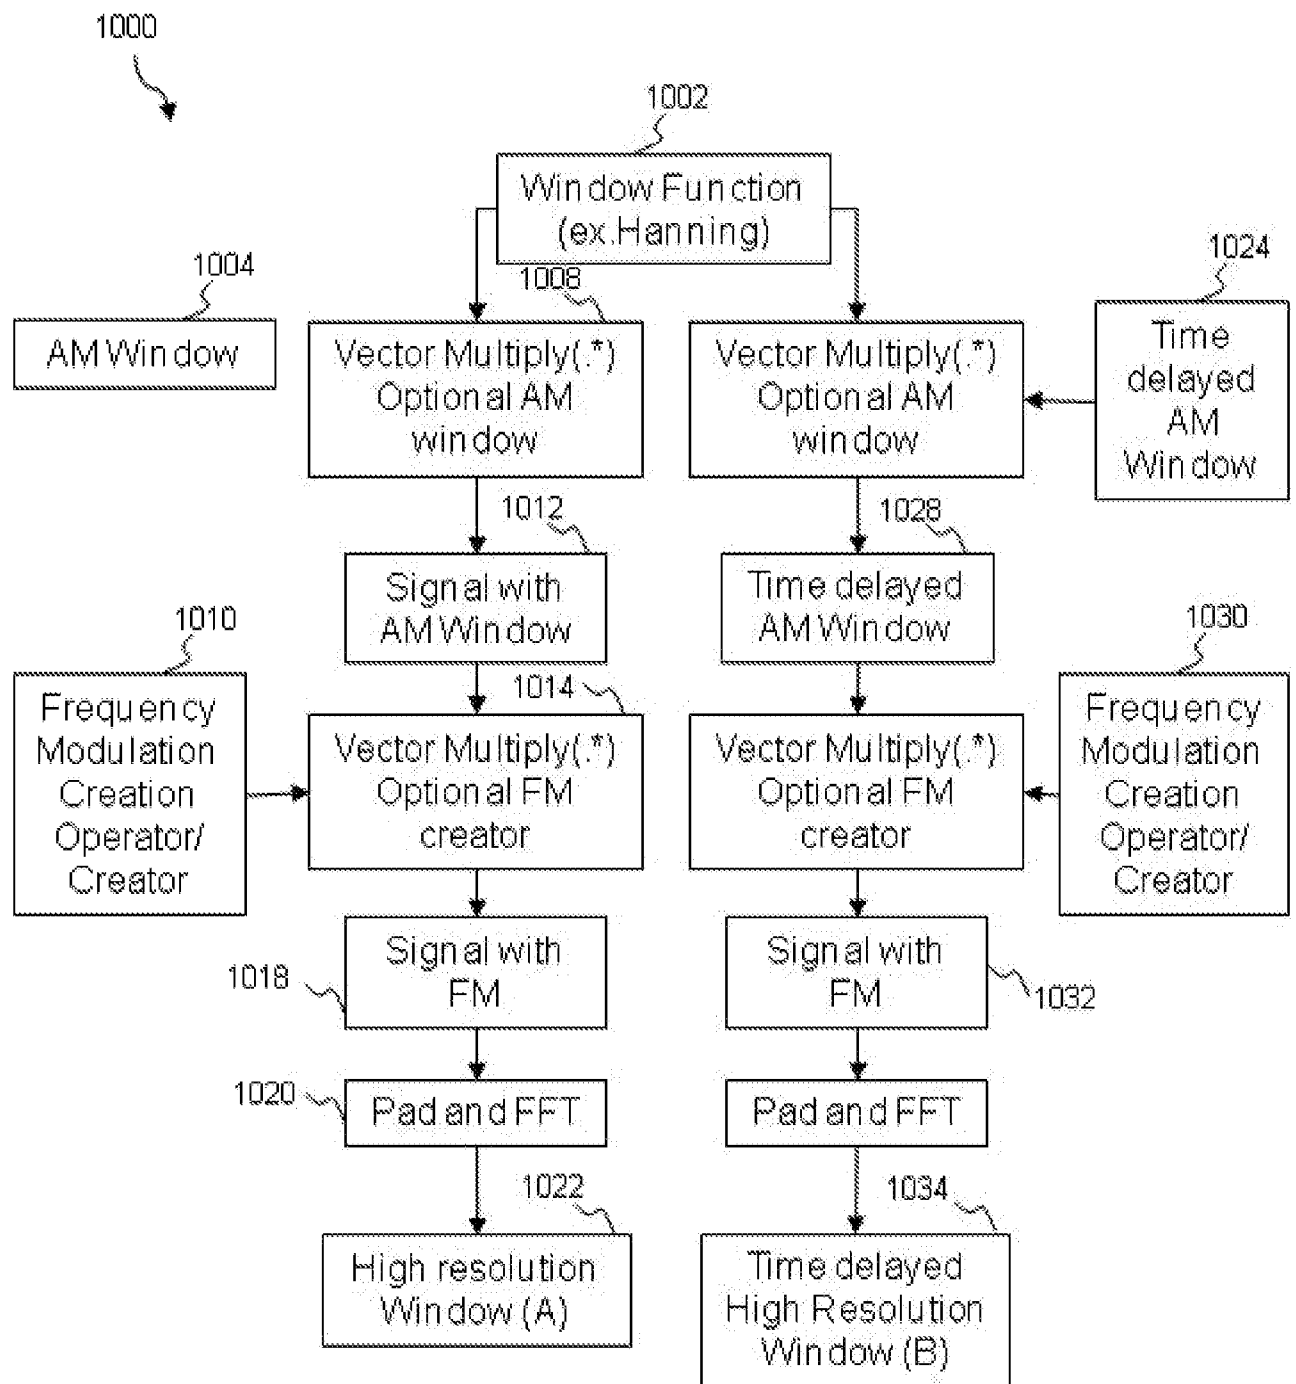 1000
1002
Window Function
(ex.Hanning)
1004
AM Window
1008
Vector Multiply(.*)
Optional AM
window
Vector Multiply(.*)
Optional AM
window
1024
Time
delayed
AM
Window
1012
Signal with
AM Window
1028
Time delayed
AM Window
1010
Frequency
Modulation
Creation
Operator/
Creator
1014
Vector Multiply(.*)
Optional FM
creator
Vector Multiply(.*)
Optional FM
creator
1030
Frequency
Modulation
Creation
Operator/
Creator
1018
Signal with
FM
Signal with
FM
1032
1020
Pad and FFT
Pad and FFT
1022
High resolution
Window (A)
1034
Time delayed
High Resolution
Window (B)